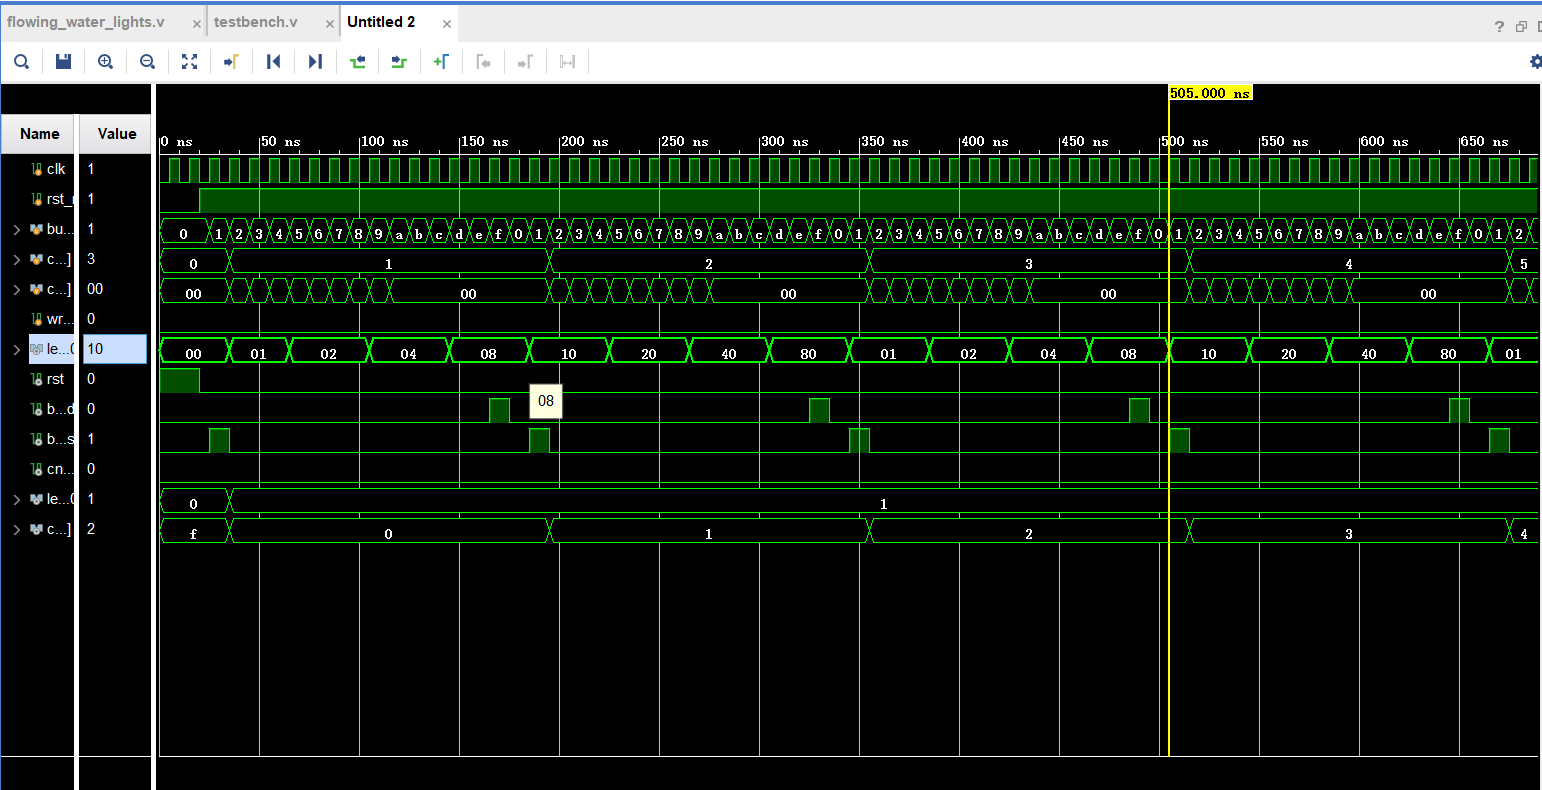 flowing_water_lights.v × testbench.v × Untitled 2 ×
?
505.000 ns
Name Value
0 ns 50 ns 100 ns 150 ns 200 ns 250 ns 300 ns 350 ns 400 ns 450 ns 500 ns 550 ns 600 ns 650 ns
clk 1
rst_ 1
bu... 1 0 1 2 3 4 5 6 7 8 9 a b c d e f 0 1 2 3 4 5 6 7 8 9 a b c d e f 0 1 2 3 4 5 6 7 8 9 a b c d e f 0 1 2 3 4 5 6 7 8 9 a b c d e f 0 1 2
c...] 3 0 1 2 3 4 5
c...] 00 00 00 00 00 00
wr... 0
le...0 10 00 01 02 04 08 10 20 40 80 01 02 04 08 10 20 40 80 01
rst 0
b...d 0
08
b...s 1
cn... 0
le...0 1 0 1
c...] 2 f 0 1 2 3 4